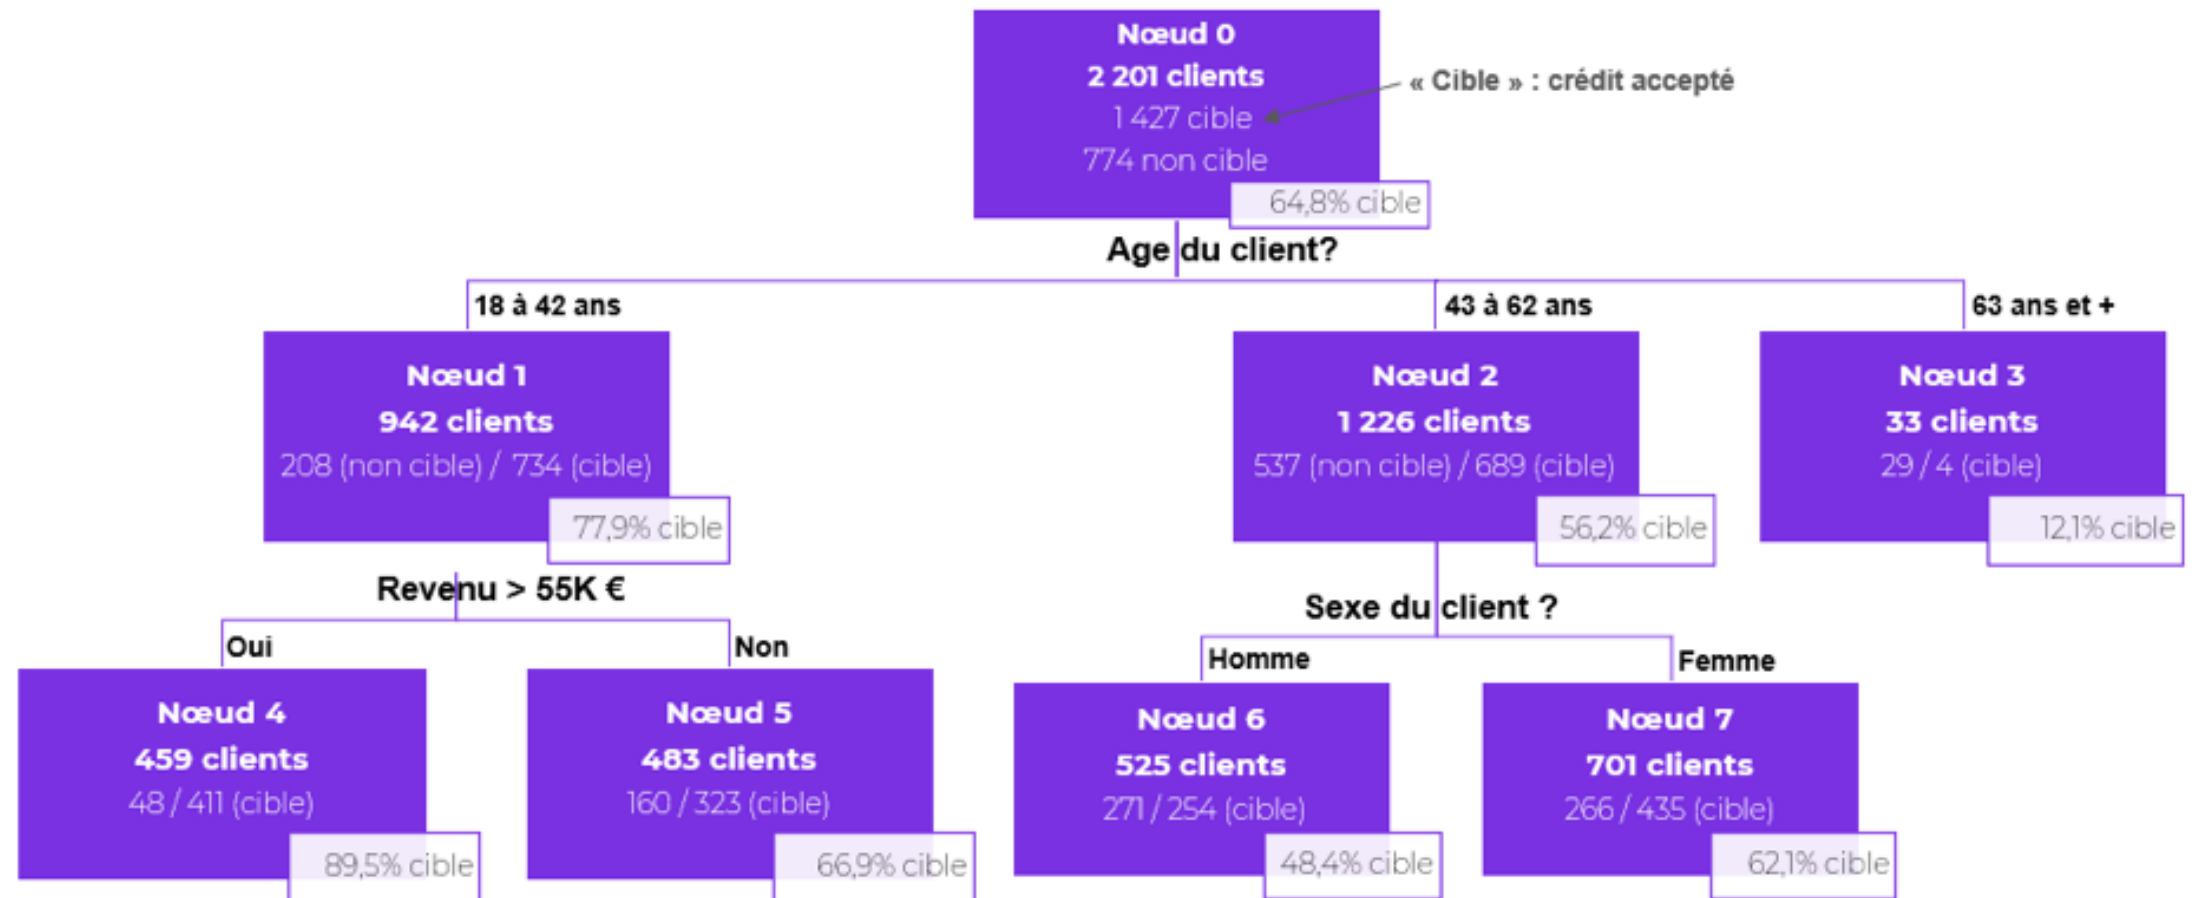 Nœud 0
2 201 clients
1 427 cible
774 non cible
64,8% cible
« Cible » : crédit accepté
Age du client?
18 à 42 ans
43 à 62 ans
63 ans et +
Nœud 1
942 clients
208 (non cible) / 734 (cible)
77,9% cible
Nœud 2
1 226 clients
537 (non cible) / 689 (cible)
56,2% cible
Nœud 3
33 clients
29 / 4 (cible)
12,1% cible
Revenu > 55K €
Oui
Non
Sexe du client ?
Homme
Femme
Nœud 4
459 clients
48 / 411 (cible)
89,5% cible
Nœud 5
483 clients
160 / 323 (cible)
66,9% cible
Nœud 6
525 clients
271 / 254 (cible)
48,4% cible
Nœud 7
701 clients
266 / 435 (cible)
62,1% cible